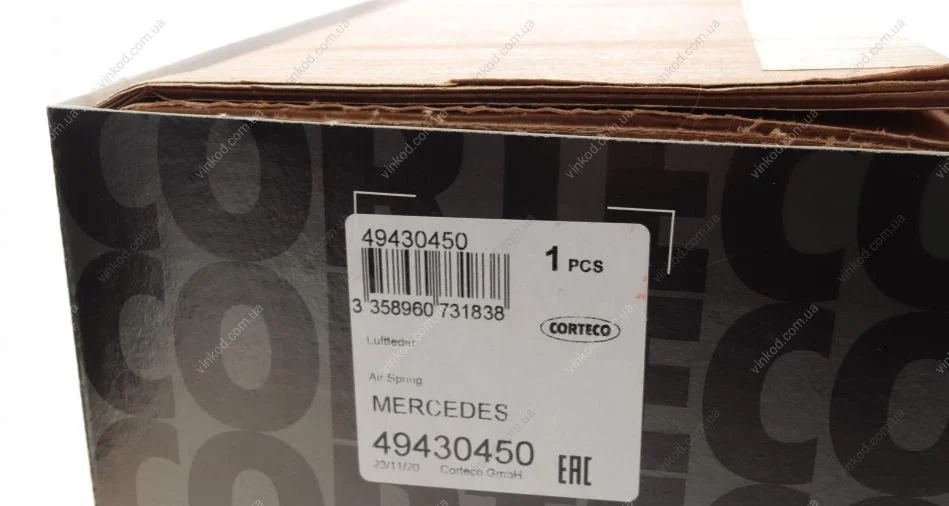 49430450
1 PCS
3 358960 731838
CORTECO
Luftfeder
Air Spring
MERCEDES
49430450
23/11/20 Corteco GmbH
EAC
CORTECO
vinkod.com.ua